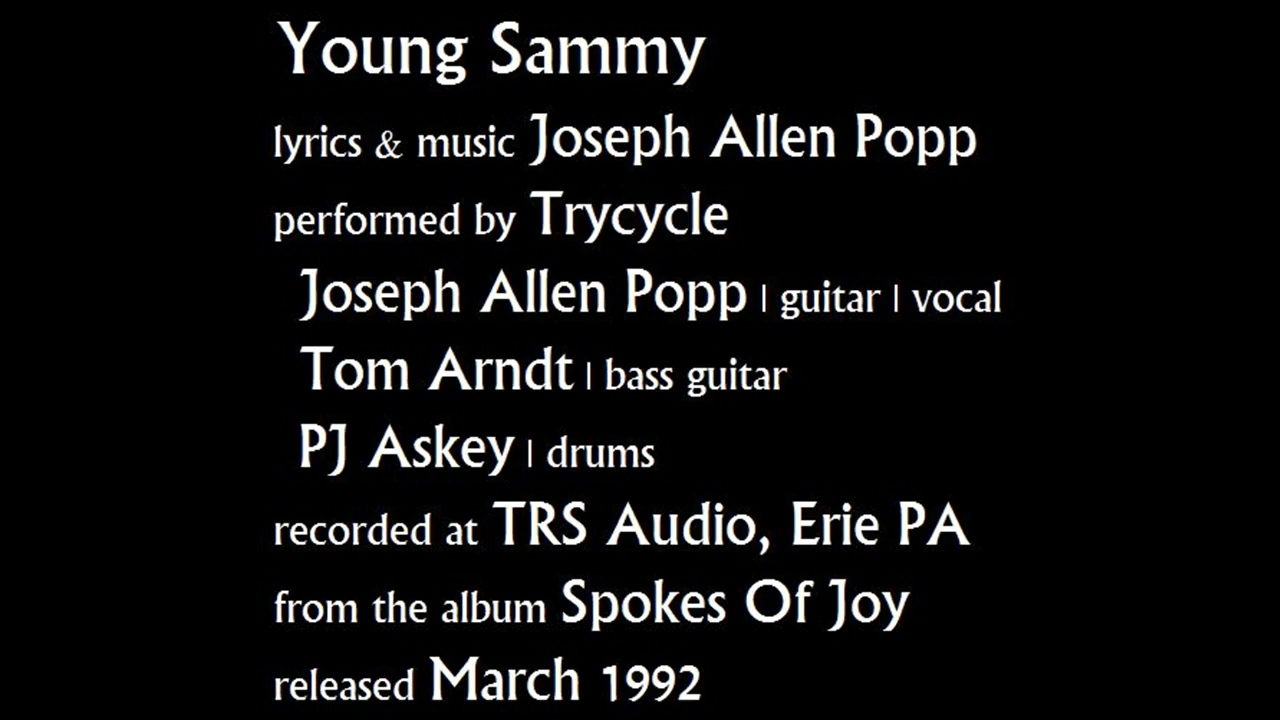 Young Sammy
lyrics & music Joseph Allen Popp
performed by Trycycle
Joseph Allen Popp | guitar | vocal
Tom Arndt | bass guitar
PJ Askey | drums
recorded at TRS Audio, Erie PA
from the album Spokes Of Joy
released March 1992